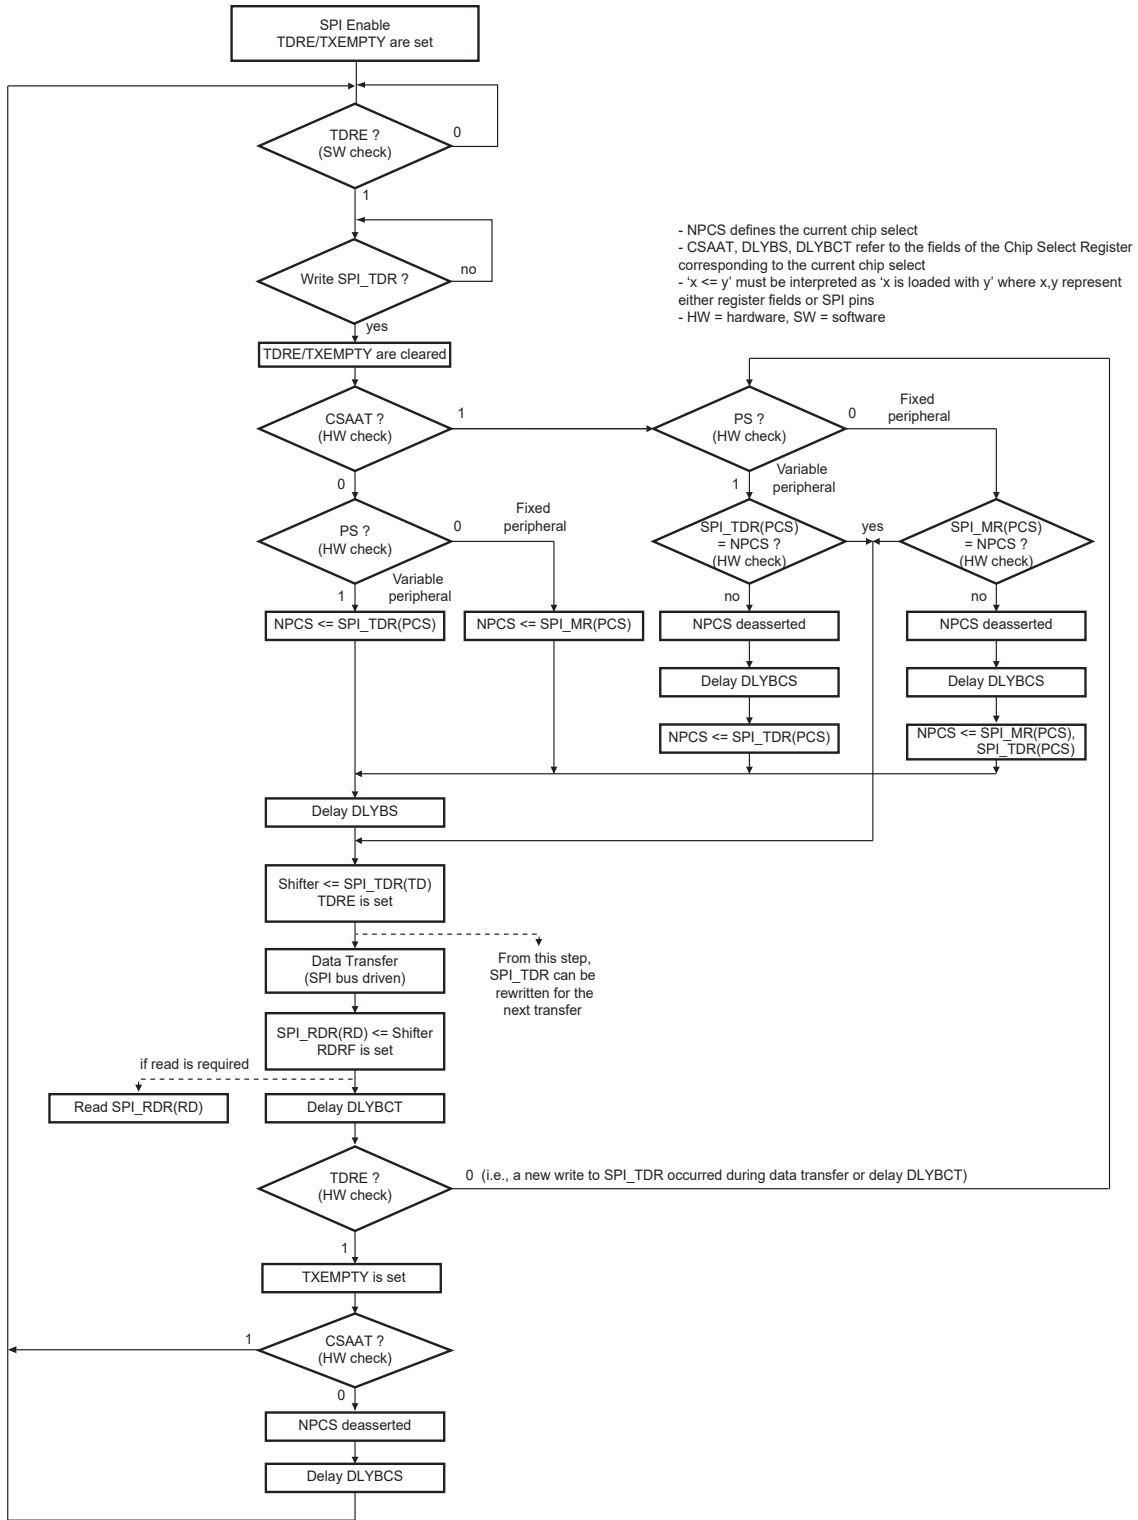 SPI Enable
TDRE/TXEMPTY are set
TDRE ?
(SW check)
0
1
Write SPI_TDR ?
no
yes
- NPCS defines the current chip select
- CSAAT, DLYBS, DLYBCT refer to the fields of the Chip Select Register
corresponding to the current chip select
- ‘x <= y’ must be interpreted as ‘x is loaded with y’ where x,y represent
either register fields or SPI pins
- HW = hardware, SW = software
TDRE/TXEMPTY are cleared
CSAAT ?
(HW check)
1
0
PS ?
(HW check)
0
Fixed
peripheral
1
Variable
peripheral
PS ?
(HW check)
0
Fixed
peripheral
1
Variable
peripheral
SPI_TDR(PCS)
= NPCS ?
(HW check)
yes
no
SPI_MR(PCS)
= NPCS ?
(HW check)
no
NPCS <= SPI_TDR(PCS)
NPCS <= SPI_MR(PCS)
NPCS deasserted
NPCS deasserted
Delay DLYBCS
Delay DLYBCS
NPCS <= SPI_TDR(PCS)
NPCS <= SPI_MR(PCS),
SPI_TDR(PCS)
Delay DLYBS
Shifter <= SPI_TDR(TD)
TDRE is set
Data Transfer
(SPI bus driven)
From this step,
SPI_TDR can be
rewritten for the
next transfer
SPI_RDR(RD) <= Shifter
RDRF is set
if read is required
Read SPI_RDR(RD)
Delay DLYBCT
TDRE ?
(HW check)
0 (i.e., a new write to SPI_TDR occurred during data transfer or delay DLYBCT)
1
TXEMPTY is set
CSAAT ?
(HW check)
1
0
NPCS deasserted
Delay DLYBCS